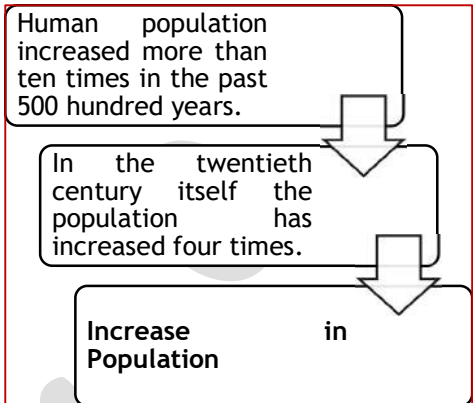 Human population
increased more than
ten times in the past
500 hundred years.
In the twentieth
century itself the
population has
increased four times.
Increase in
Population